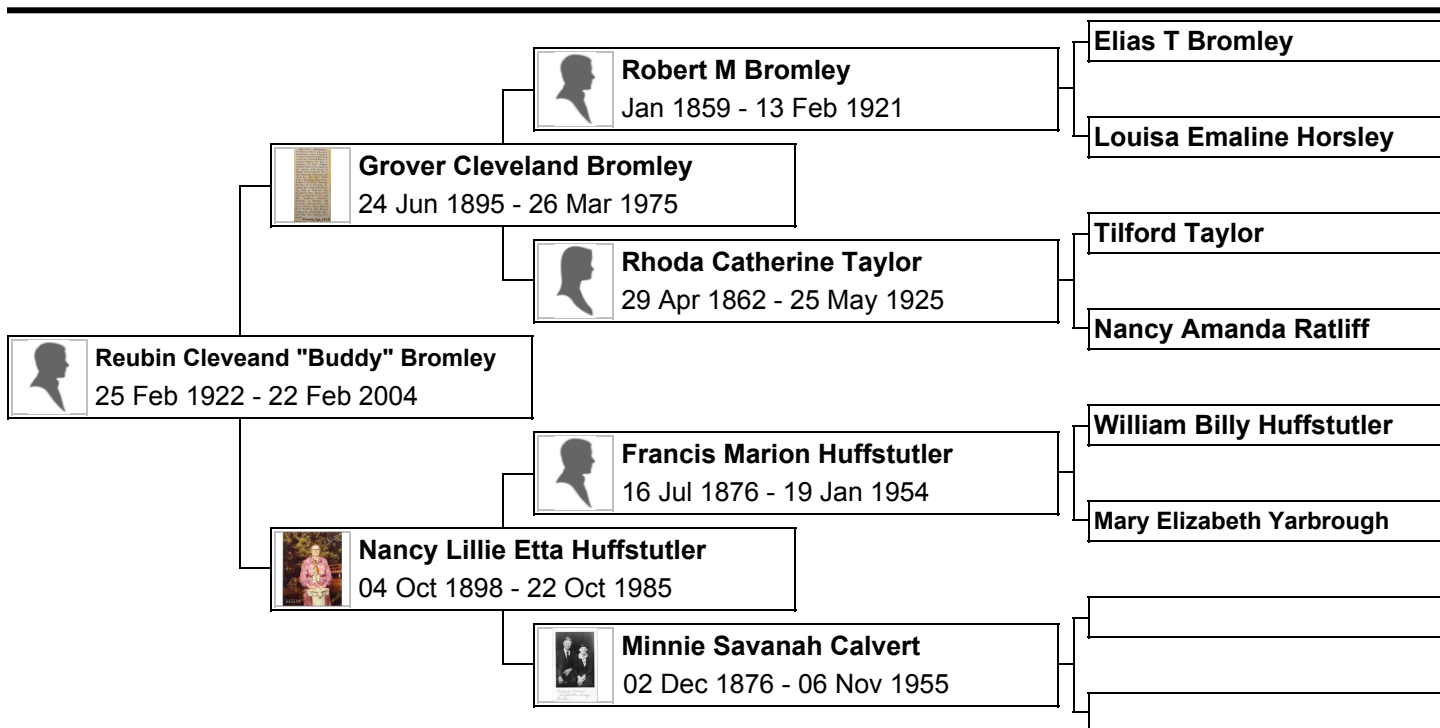 Elias T Bromley
Robert M Bromley
Jan 1859 - 13 Feb 1921
Louisa Emaline Horsley
Grover Cleveland Bromley
24 Jun 1895 - 26 Mar 1975
Tilford Taylor
Rhoda Catherine Taylor
29 Apr 1862 - 25 May 1925
Nancy Amanda Ratliff
Reubin Cleveand "Buddy" Bromley
25 Feb 1922 - 22 Feb 2004
William Billy Huffstutler
Francis Marion Huffstutler
16 Jul 1876 - 19 Jan 1954
Mary Elizabeth Yarbrough
Nancy Lillie Etta Huffstutler
04 Oct 1898 - 22 Oct 1985
Minnie Savanah Calvert
02 Dec 1876 - 06 Nov 1955